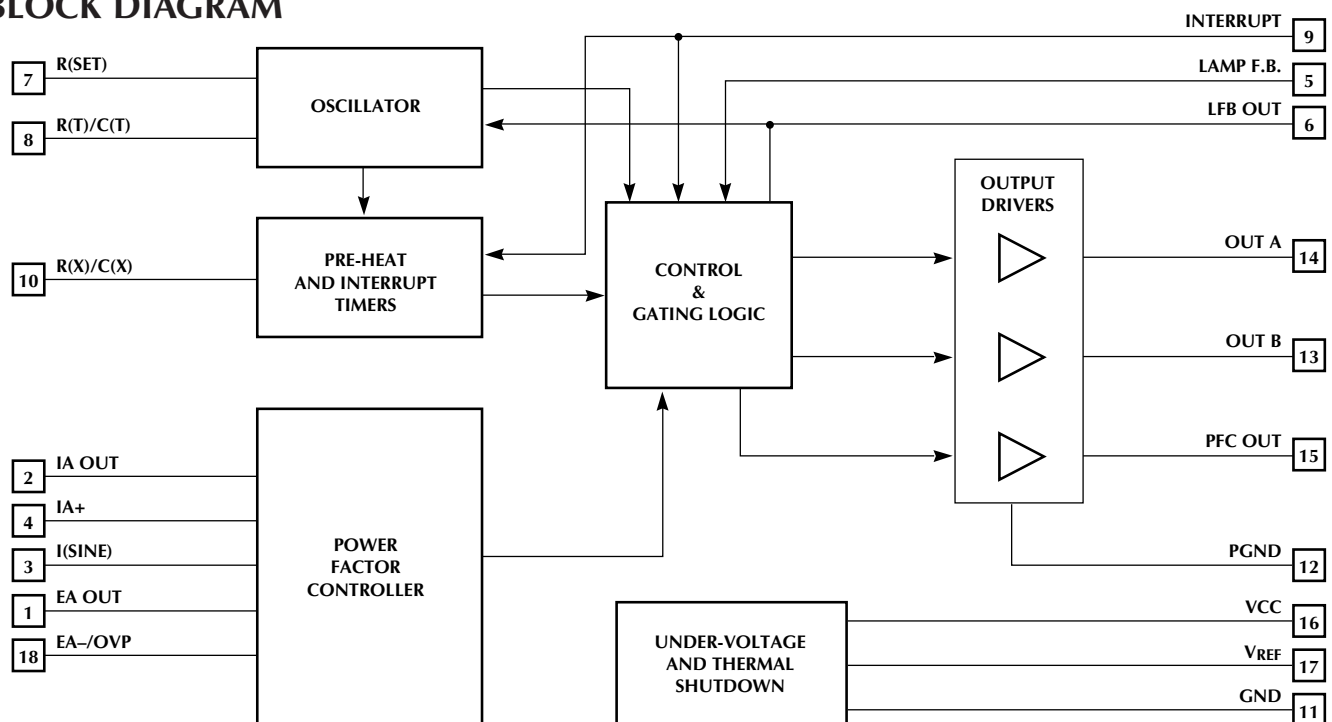 BLOCK DIAGRAM
INTERRUPT
9
7
R(SET)
LAMP F.B.
5
OSCILLATOR
LFB OUT
6
8
R(T)/C(T)
OUTPUT
DRIVERS
10
R(X)/C(X)
PRE-HEAT
AND INTERRUPT
TIMERS
CONTROL
&
GATING LOGIC
OUT A
14
OUT B
13
PFC OUT
15
2
IA OUT
4
IA+
3
I(SINE)
1
EA OUT
18
EA–/OVP
POWER
FACTOR
CONTROLLER
PGND
12
UNDER-VOLTAGE
AND THERMAL
SHUTDOWN
VCC
16
VREF
17
GND
11